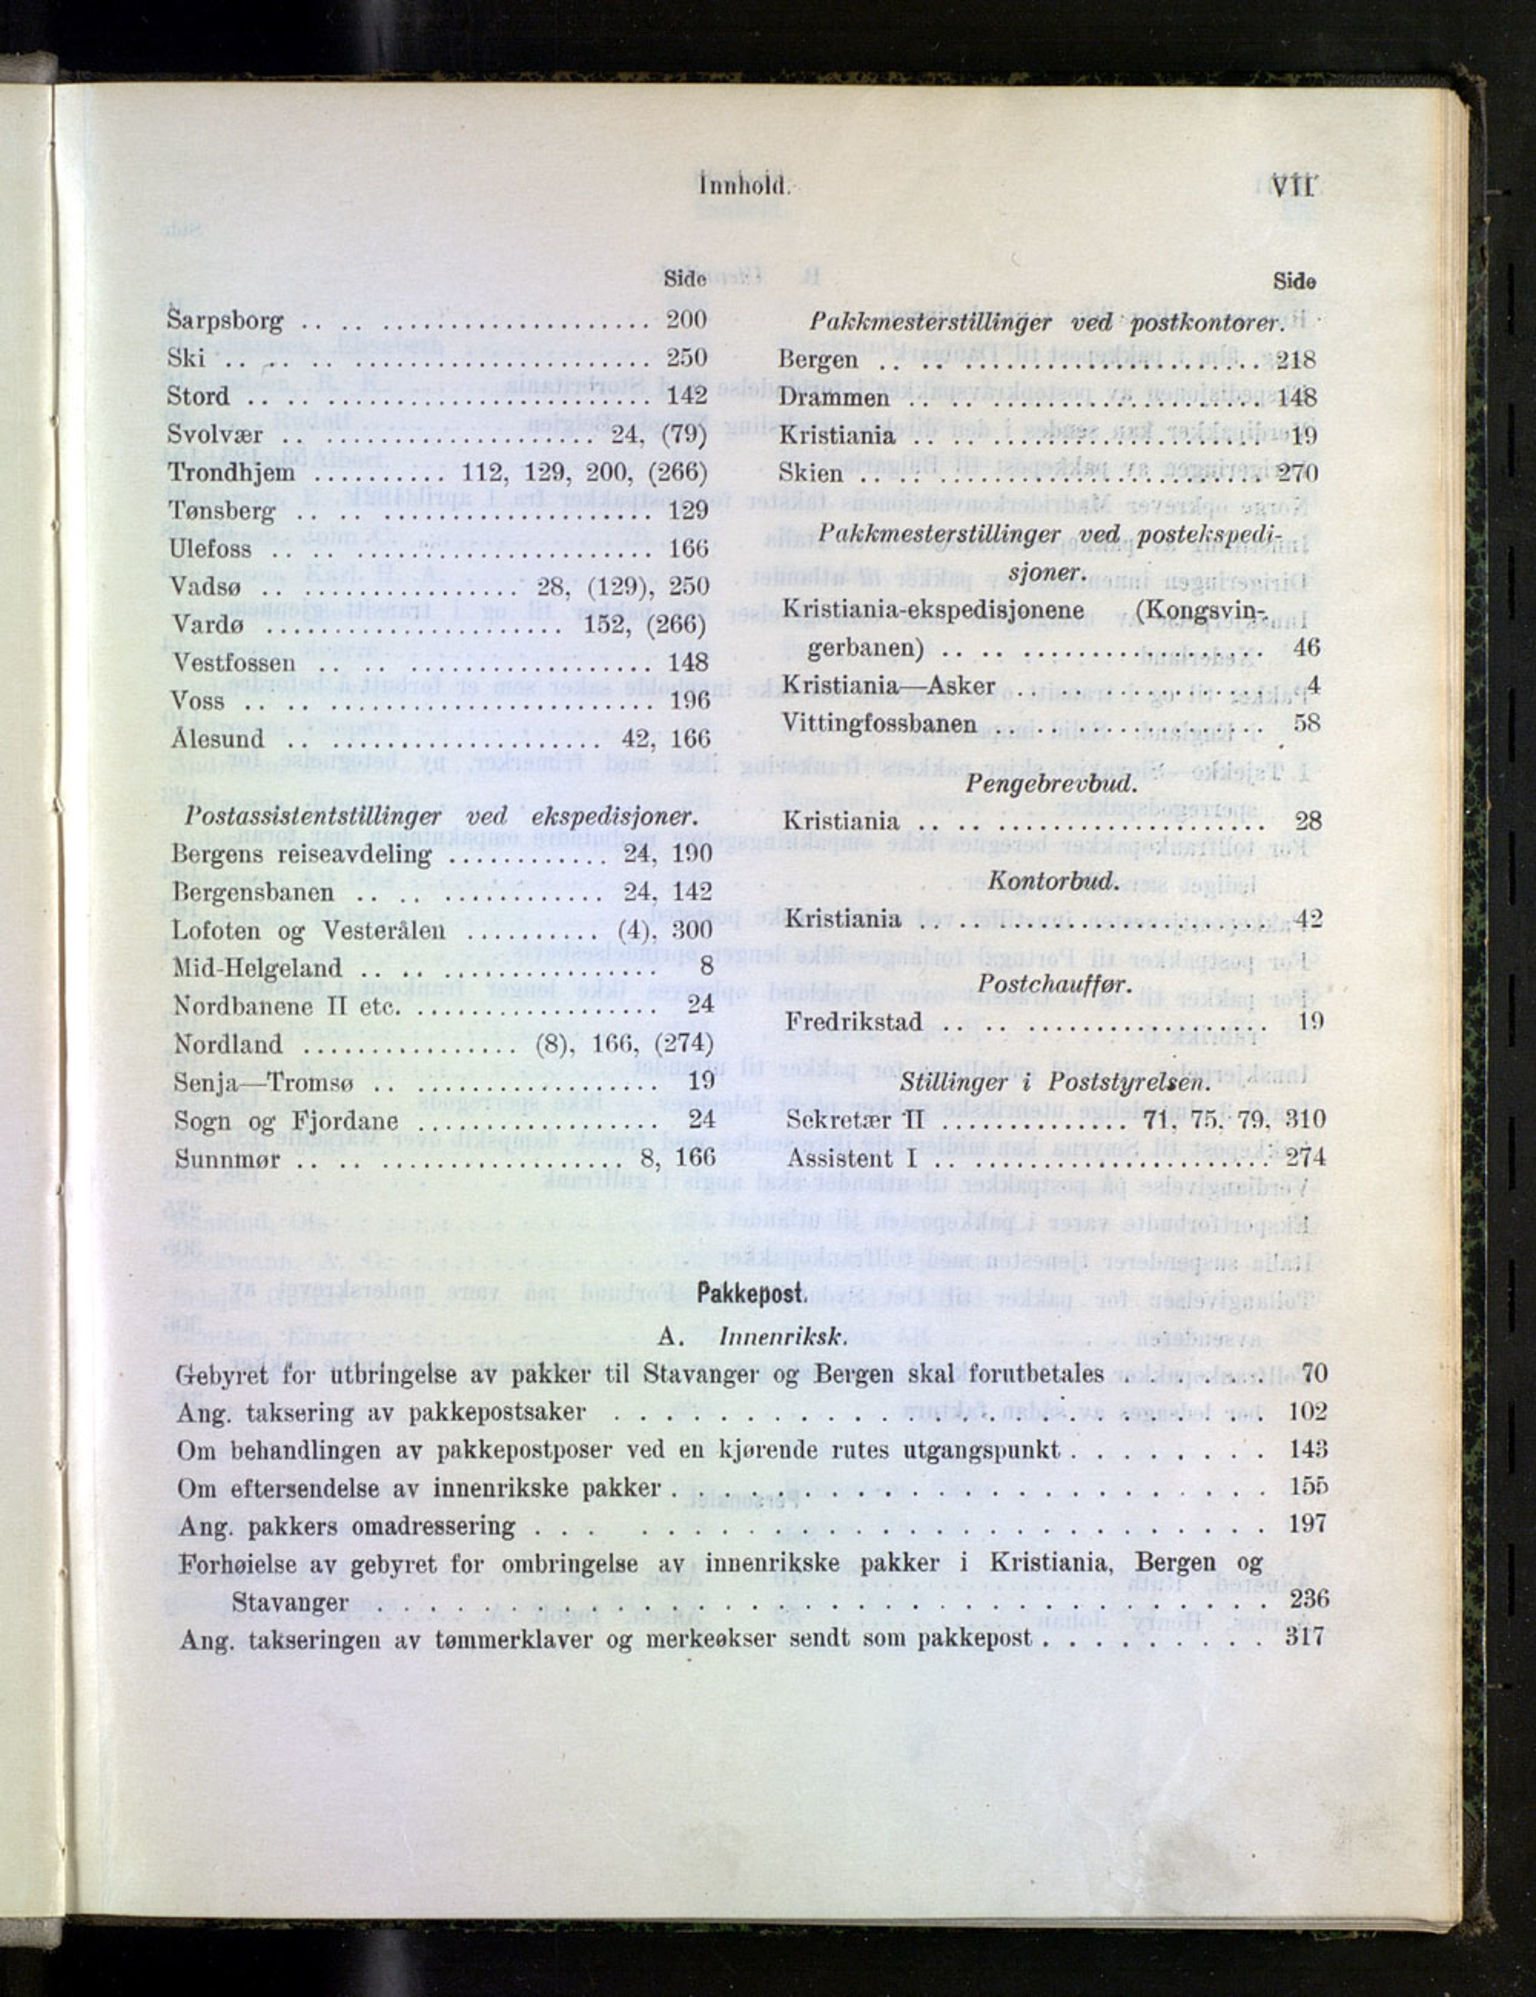 Innhold. VII
Side
Sarpsborg .. .. .................... 200
Ski .. .. .. ........................ 250
Stord .. .. .. ...................... 142
Svolvær .. .. .................. 24, (79)
Trondhjem .......... 112, 129, 200, (266)
Tønsberg .. .. .................... 129
Ulefoss .. .. .. .................... 166
Vadsø .. .. ................ 28, (129), 250
Vardø ...................... 152, (266)
Vestfossen .. .. .................... 148
Voss .. .. .......................... 196
Ålesund .. .................... 42, 166
Postassistentstillinger ved ekspedisjoner.
Bergens reiseavdeling ............ 24, 190
Bergensbanen .. .. ............ 24, 142
Lofoten og Vesterålen .......... (4), 300
Mid-Helgeland .. .. ................ 8
Nordbanene II etc. ................... 24
Nordland ................ (8), 166, (274)
Senja—Tromsø .. .................. 19
Sogn og Fjordane .................. 24
Sunnmør .. .. .................. 8, 166
Side
Pakkmesterstillinger ved postkontorer.
Bergen .. .. ...................... 218
Drammen .. .. .................... 148
Kristiania .. .. .................... 19
Skien .. .. ........................ 270
Pakkmesterstillinger ved postekspedi-
sjoner.
Kristiania-ekspedisjonene (Kongsvin-
gerbanen) .. .. .................. 46
Kristiania—Asker .................. 4
Vittingfossbanen .................. 58
Pengebrevbud.
Kristiania .. .. .................... 28
Kontorbud.
Kristiania .. .. .................... 42
Postchauffør.
Fredrikstad .. .. .................. 19
Stillinger i Poststyrelsen.
Sekretær II .............. 71, 75, 79, 310
Assistent I .. ...................... 274
Pakkepost.
A. Innenriksk.
Gebyret for utbringelse av pakker til Stavanger og Bergen skal forutbetales . . . . . . 70
Ang. taksering av pakkepostsaker . . . . . . . . . . . . . . . . . . . . . . . . . 102
Om behandlingen av pakkepostposer ved en kjørende rutes utgangspunkt . . . . . . . . 143
Om eftersendelse av innenrikske pakker . . . . . . . . . . . . . . . . . . . . . . . 155
Ang. pakkers omadressering . . . . . . . . . . . . . . . . . . . . . . . . . . . 197
Forhøielse av gebyret for ombringelse av innenrikske pakker i Kristiania, Bergen og
Stavanger . . . . . . . . . . . . . . . . . . . . . . . . . . . . . . . . . . 236
Ang. takseringen av tømmerklaver og merkeøkser sendt som pakkepost . . . . . . . . . 317